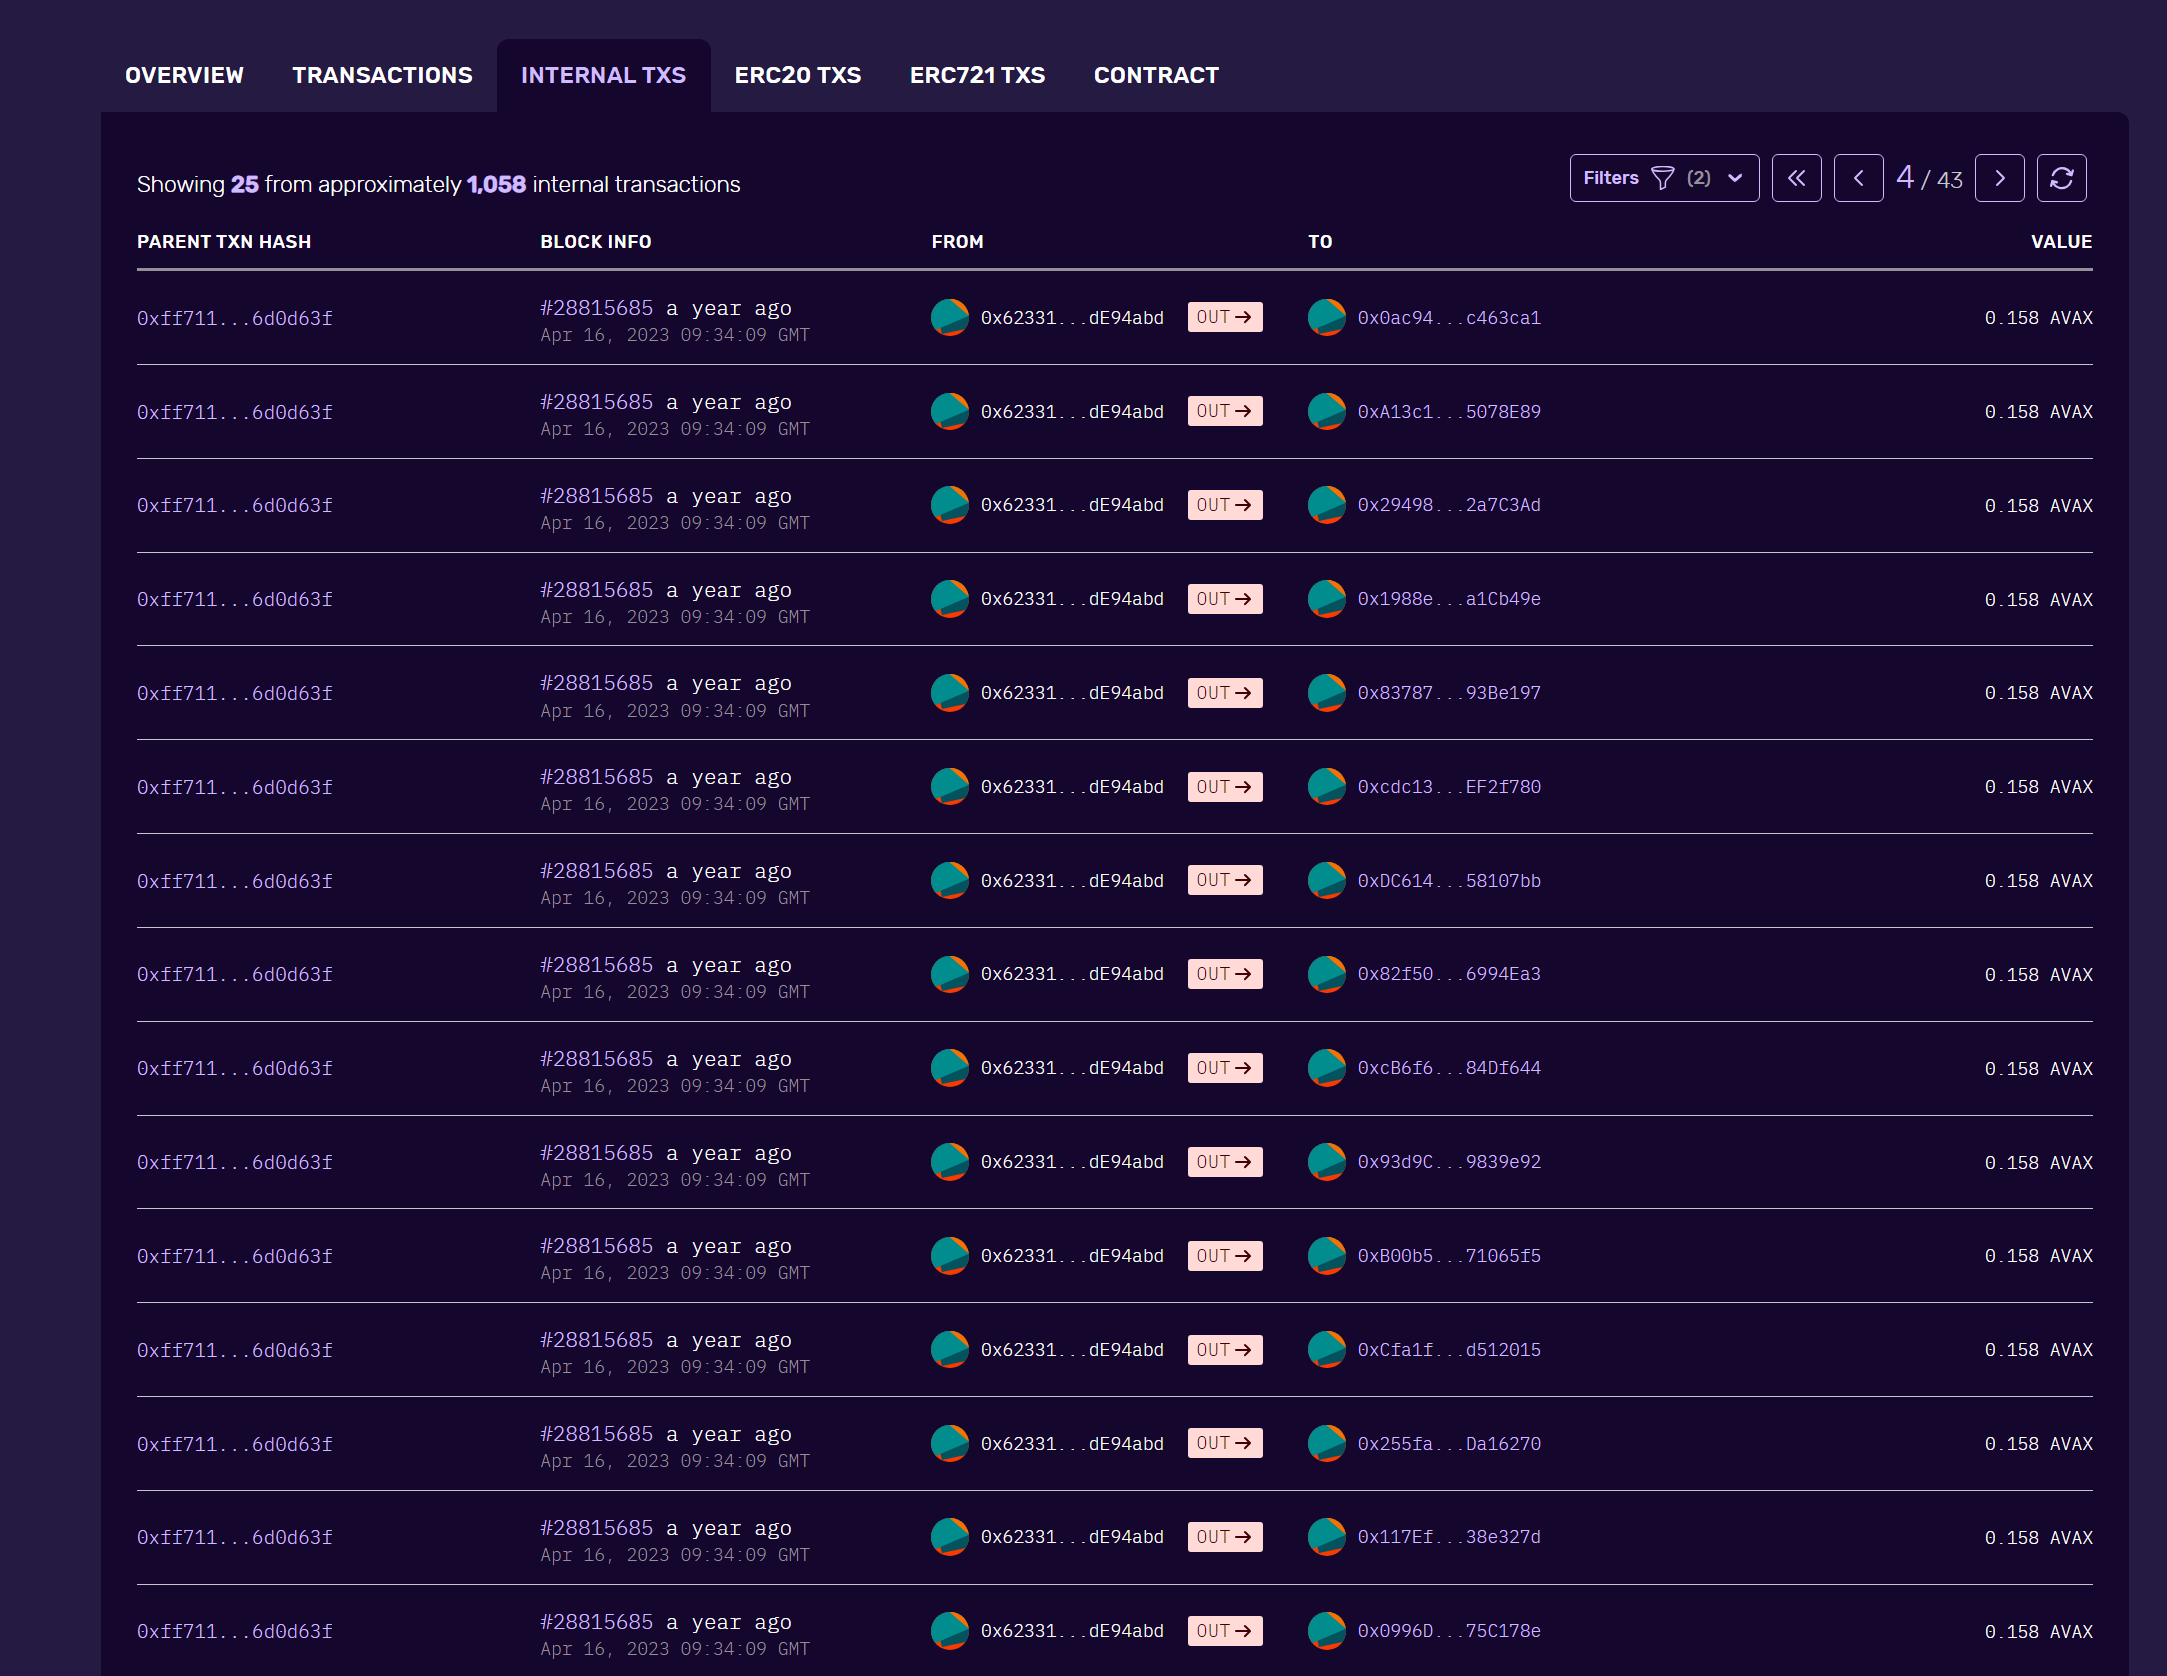 OVERVIEW TRANSACTIONS INTERNAL TXS ERC20 TXS ERC721 TXS CONTRACT
Showing 25 from approximately 1,058 internal transactions Filters (2) 4 / 43
PARENT TXN HASH BLOCK INFO FROM TO VALUE
0xff711...6d0d63f #28815685 a year ago 0x62331...dE94abd OUT→ 0x0ac94...c463ca1 0.158 AVAX
Apr 16, 2023 09:34:09 GMT
0xff711...6d0d63f #28815685 a year ago 0x62331...dE94abd OUT→ 0xA13c1...5078E89 0.158 AVAX
Apr 16, 2023 09:34:09 GMT
0xff711...6d0d63f #28815685 a year ago 0x62331...dE94abd OUT→ 0x29498...2a7C3Ad 0.158 AVAX
Apr 16, 2023 09:34:09 GMT
0xff711...6d0d63f #28815685 a year ago 0x62331...dE94abd OUT→ 0x1988e...a1Cb49e 0.158 AVAX
Apr 16, 2023 09:34:09 GMT
0xff711...6d0d63f #28815685 a year ago 0x62331...dE94abd OUT→ 0x83787...93Be197 0.158 AVAX
Apr 16, 2023 09:34:09 GMT
0xff711...6d0d63f #28815685 a year ago 0x62331...dE94abd OUT→ 0xcdc13...EF2f780 0.158 AVAX
Apr 16, 2023 09:34:09 GMT
0xff711...6d0d63f #28815685 a year ago 0x62331...dE94abd OUT→ 0xDC614...58107bb 0.158 AVAX
Apr 16, 2023 09:34:09 GMT
0xff711...6d0d63f #28815685 a year ago 0x62331...dE94abd OUT→ 0x82f50...6994Ea3 0.158 AVAX
Apr 16, 2023 09:34:09 GMT
0xff711...6d0d63f #28815685 a year ago 0x62331...dE94abd OUT→ 0xcB6f6...84Df644 0.158 AVAX
Apr 16, 2023 09:34:09 GMT
0xff711...6d0d63f #28815685 a year ago 0x62331...dE94abd OUT→ 0x93d9C...9839e92 0.158 AVAX
Apr 16, 2023 09:34:09 GMT
0xff711...6d0d63f #28815685 a year ago 0x62331...dE94abd OUT→ 0xB00b5...71065f5 0.158 AVAX
Apr 16, 2023 09:34:09 GMT
0xff711...6d0d63f #28815685 a year ago 0x62331...dE94abd OUT→ 0xCfa1f...d512015 0.158 AVAX
Apr 16, 2023 09:34:09 GMT
0xff711...6d0d63f #28815685 a year ago 0x62331...dE94abd OUT→ 0x255fa...Da16270 0.158 AVAX
Apr 16, 2023 09:34:09 GMT
0xff711...6d0d63f #28815685 a year ago 0x62331...dE94abd OUT→ 0x117Ef...38e327d 0.158 AVAX
Apr 16, 2023 09:34:09 GMT
0xff711...6d0d63f #28815685 a year ago 0x62331...dE94abd OUT→ 0x0996D...75C178e 0.158 AVAX
Apr 16, 2023 09:34:09 GMT